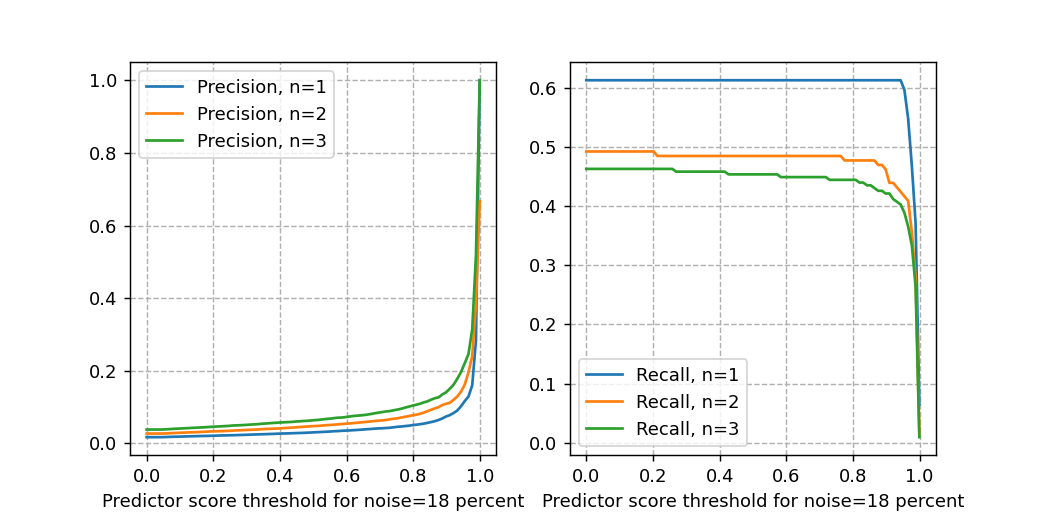 1.0
0.8
0.6
0.4
0.2
0.0
Precision, n=1
Precision, n=2
Precision, n=3
0.0 0.2 0.4 0.6 0.8 1.0
Predictor score threshold for noise=18 percent
0.6
0.5
0.4
0.3
0.2
0.1
0.0
Recall, n=1
Recall, n=2
Recall, n=3
0.0 0.2 0.4 0.6 0.8 1.0
Predictor score threshold for noise=18 percent